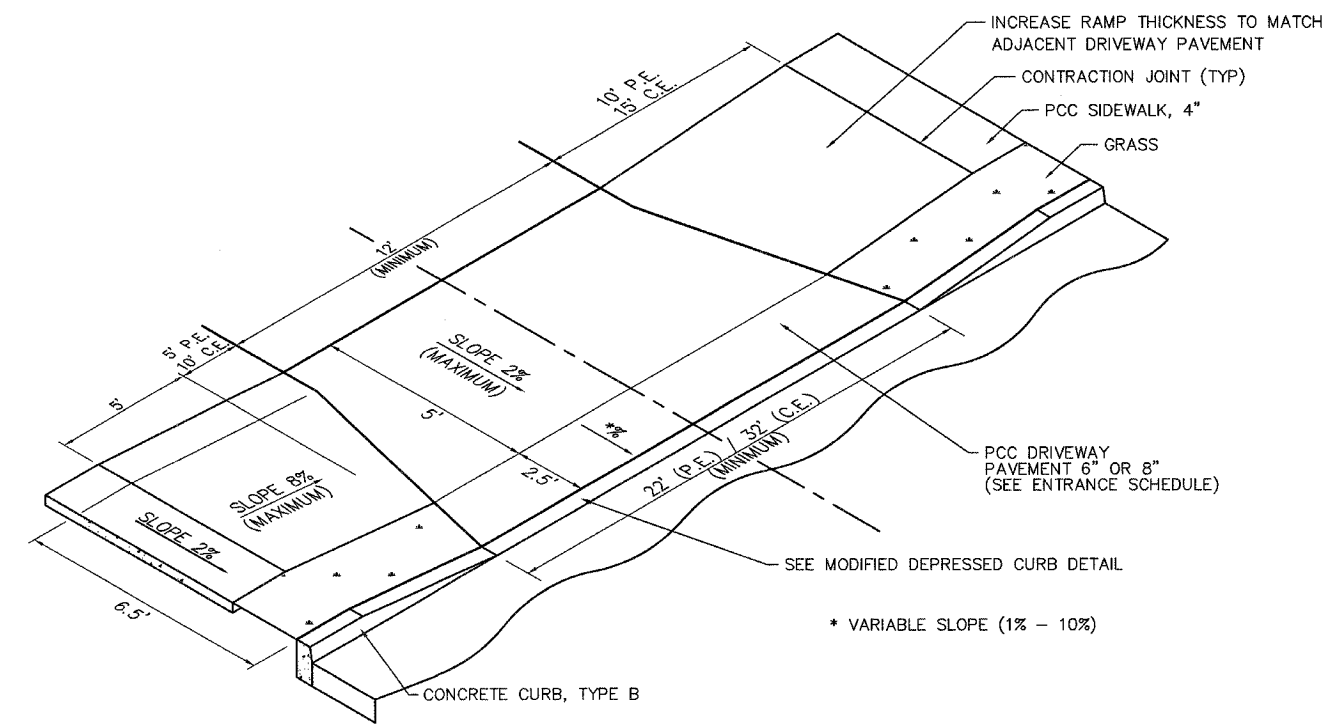 INCREASE RAMP THICKNESS TO MATCH
ADJACENT DRIVEWAY PAVEMENT
CONTRACTION JOINT (TYP)
PCC SIDEWALK, 4"
GRASS
10' P.E.
15' C.E.
12'
(MINIMUM)
5' P.E.
10' C.E.
5'
SLOPE 2%
(MAXIMUM)
5'
*%
2.5'
22' (P.E.) / 32' (C.E.)
(MINIMUM)
PCC DRIVEWAY
PAVEMENT 6" OR 8"
(SEE ENTRANCE SCHEDULE)
SLOPE 8%
(MAXIMUM)
SLOPE 2%
6.5'
SEE MODIFIED DEPRESSED CURB DETAIL
* VARIABLE SLOPE (1% - 10%)
CONCRETE CURB, TYPE B